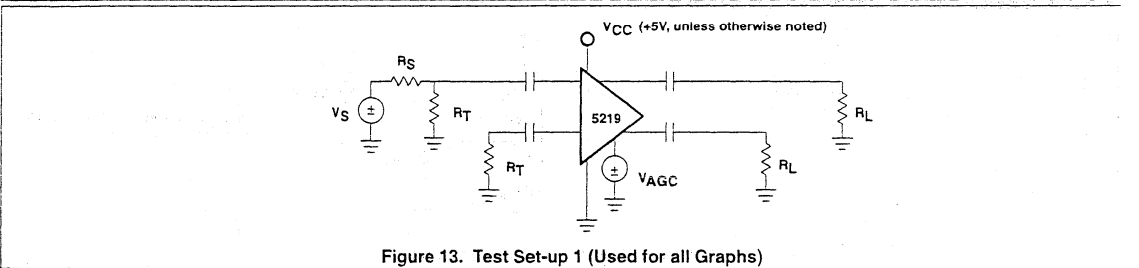 VCC (+5V, unless otherwise noted)
RS
VS
±
RT
RT
5219
±
VAGC
RL
RL
Figure 13. Test Set-up 1 (Used for all Graphs)